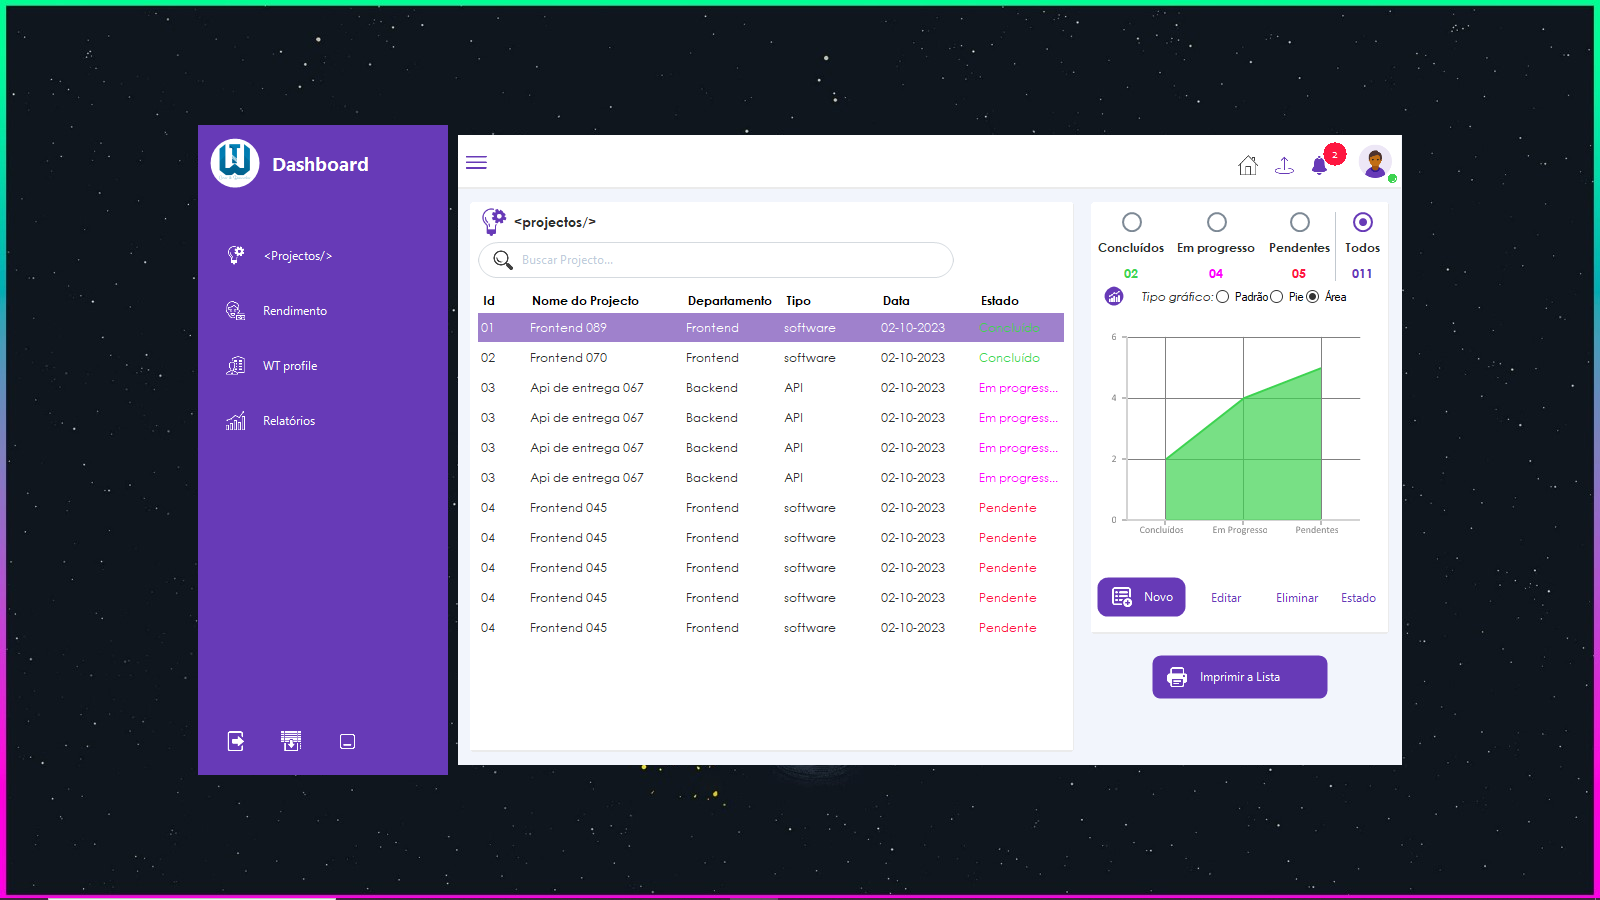 Dashboard
<Projectos/>
Rendimento
WT profile
Relatórios
2
<projectos/>
Buscar Projecto...
Id Nome do Projecto Departamento Tipo Data Estado
01 Frontend 089 Frontend software 02-10-2023 Concluído
02 Frontend 070 Frontend software 02-10-2023 Concluído
03 Api de entrega 067 Backend API 02-10-2023 Em progress...
03 Api de entrega 067 Backend API 02-10-2023 Em progress...
03 Api de entrega 067 Backend API 02-10-2023 Em progress...
03 Api de entrega 067 Backend API 02-10-2023 Em progress...
04 Frontend 045 Frontend software 02-10-2023 Pendente
04 Frontend 045 Frontend software 02-10-2023 Pendente
04 Frontend 045 Frontend software 02-10-2023 Pendente
04 Frontend 045 Frontend software 02-10-2023 Pendente
04 Frontend 045 Frontend software 02-10-2023 Pendente
Concluídos Em progresso Pendentes Todos
02 04 05 011
Tipo gráfico: Padrão Pie Área
6
4
2
0
Concluídos Em Progresso Pendentes
Novo Editar Eliminar Estado
Imprimir a Lista